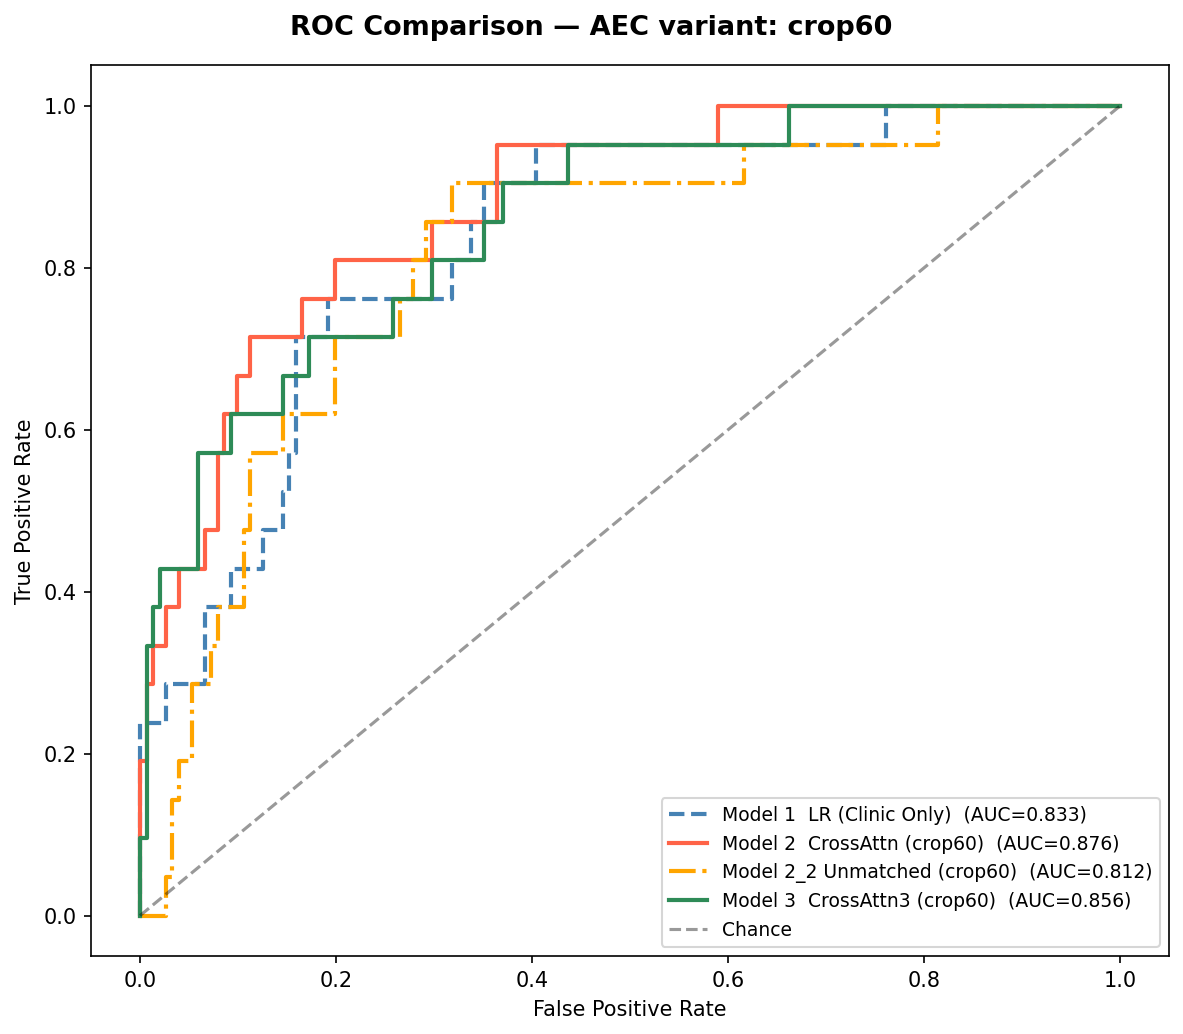 ROC Comparison — AEC variant: crop60
True Positive Rate
1.0
0.8
0.6
0.4
0.2
0.0
0.0 0.2 0.4 0.6 0.8 1.0
False Positive Rate
Model 1  LR (Clinic Only)  (AUC=0.833)
Model 2  CrossAttn (crop60)  (AUC=0.876)
Model 2_2 Unmatched (crop60)  (AUC=0.812)
Model 3  CrossAttn3 (crop60)  (AUC=0.856)
Chance